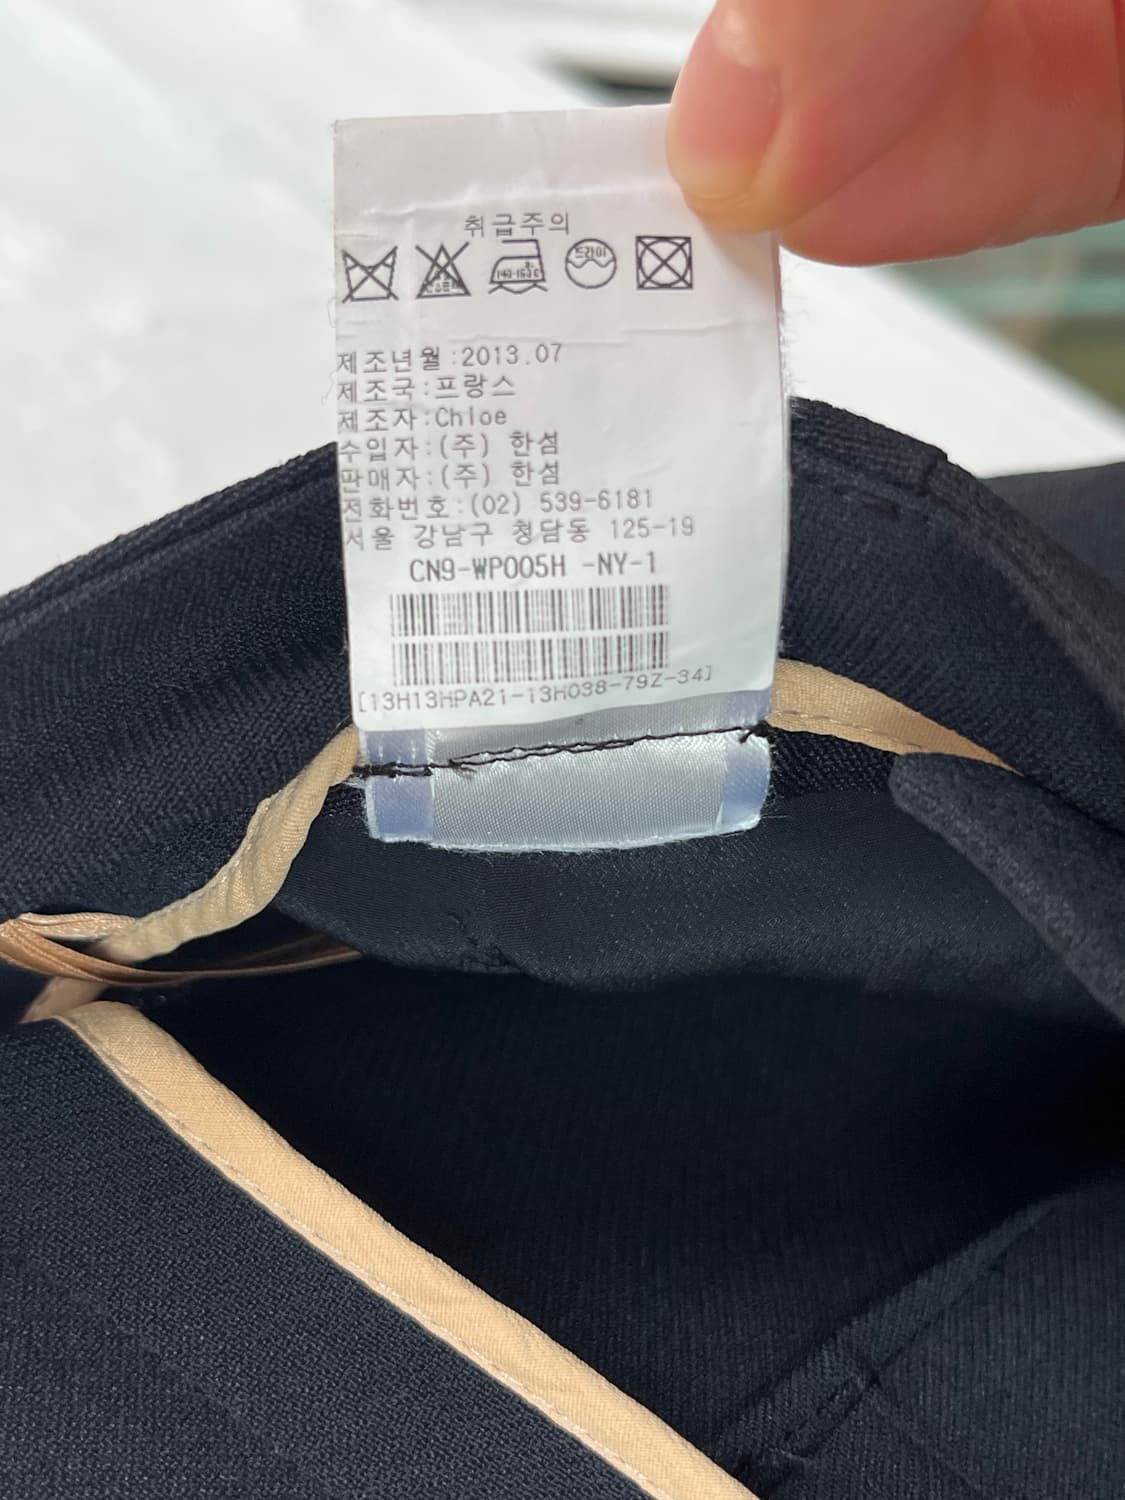 취급주의
드라이
제조년월:2013.07
제조국:프랑스
제조자:Chloe
수입자:(주) 한섬
판매자:(주) 한섬
전화번호:(02) 539-6181
서울 강남구 청담동 125-19
CN9-WP005H -NY-1
[13H13HPA21-13H038-79Z-34]